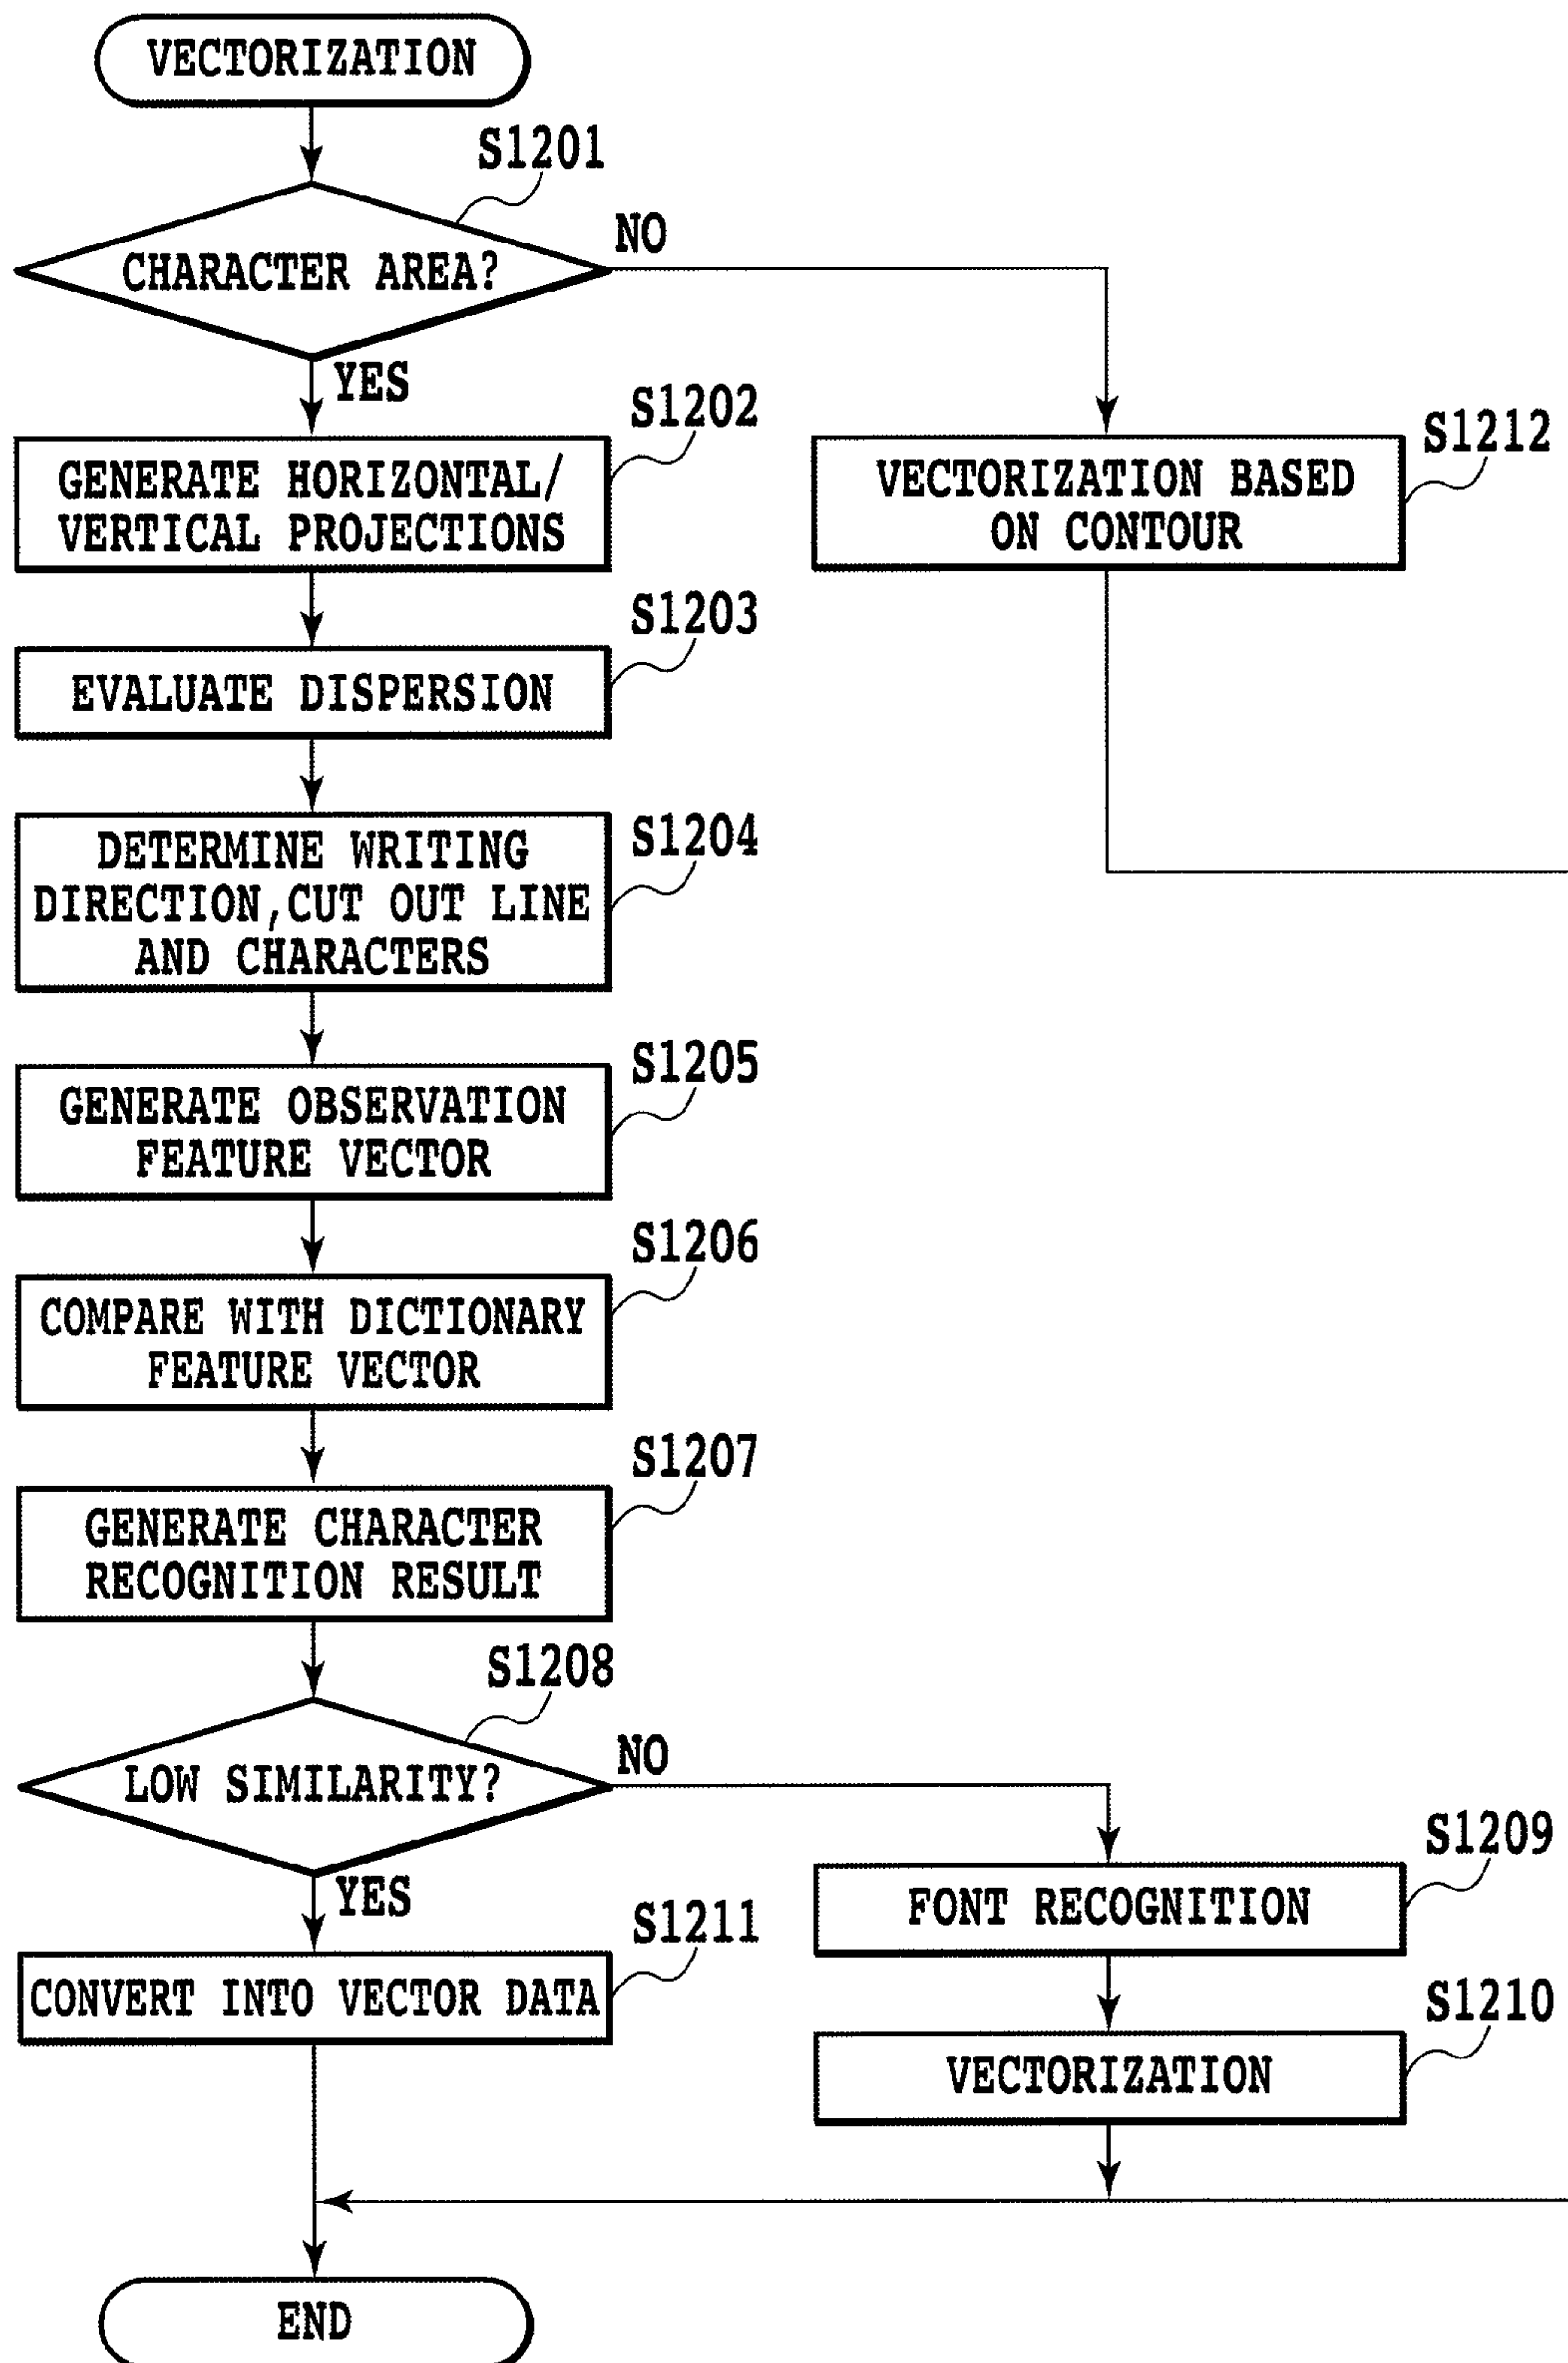 VECTORIZATION
S1201
CHARACTER AREA?
NO
YES
S1202
GENERATE HORIZONTAL/
VERTICAL PROJECTIONS
S1212
VECTORIZATION BASED
ON CONTOUR
S1203
EVALUATE DISPERSION
S1204
DETERMINE WRITING
DIRECTION,CUT OUT LINE
AND CHARACTERS
S1205
GENERATE OBSERVATION
FEATURE VECTOR
S1206
COMPARE WITH DICTIONARY
FEATURE VECTOR
S1207
GENERATE CHARACTER
RECOGNITION RESULT
S1208
LOW SIMILARITY?
NO
YES
S1209
FONT RECOGNITION
S1211
CONVERT INTO VECTOR DATA
S1210
VECTORIZATION
END